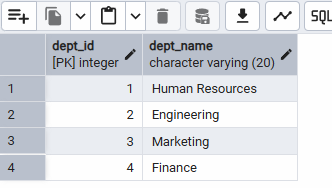 SQL
dept_id dept_name
[PK] integer character varying (20)
1 1 Human Resources
2 2 Engineering
3 3 Marketing
4 4 Finance